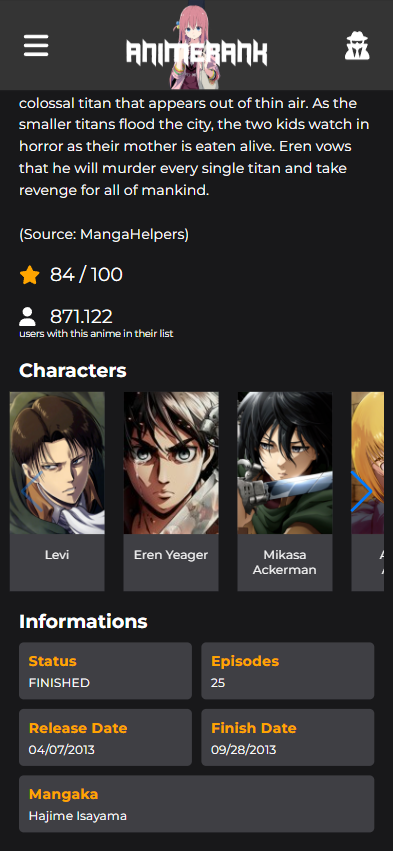 ANIMERANK
colossal titan that appears out of thin air. As the
smaller titans flood the city, the two kids watch in
horror as their mother is eaten alive. Eren vows
that he will murder every single titan and take
revenge for all of mankind.
(Source: MangaHelpers)
84 / 100
871.122
users with this anime in their list
Characters
Levi
Eren Yeager
Mikasa
Ackerman
Informations
Status
FINISHED
Episodes
25
Release Date
04/07/2013
Finish Date
09/28/2013
Mangaka
Hajime Isayama